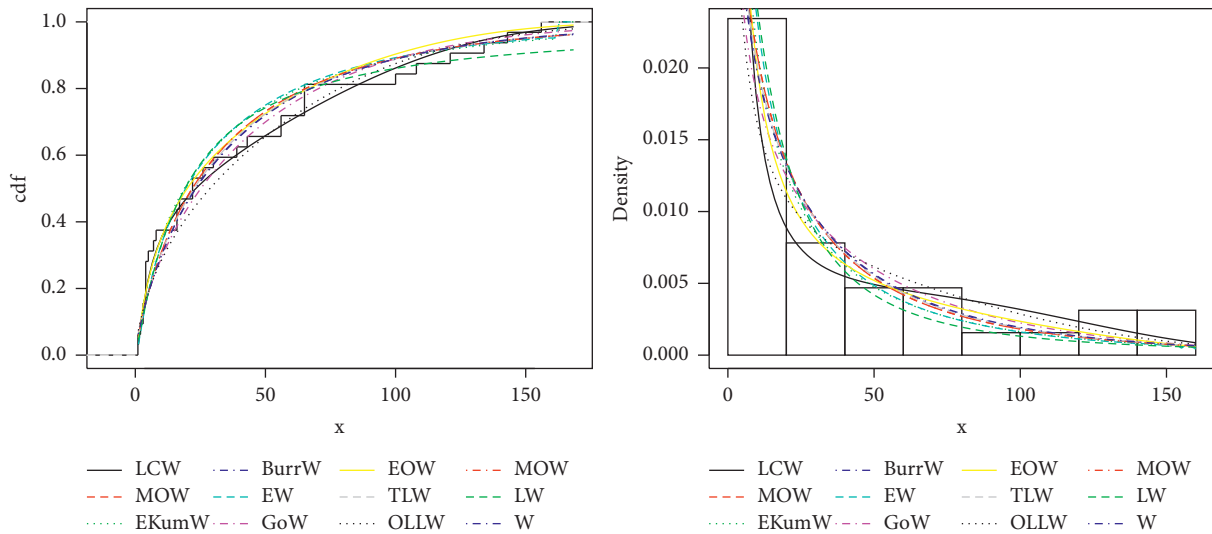 1.0
0.8
0.6
0.4
0.2
0.0
cdf
0 50 100 150
x
LCW BurrW EOW MOW
MOW EW TLW LW
EKumW GoW OLLW W
0.020
0.015
0.010
0.005
0.000
Density
0 50 100 150
x
LCW BurrW EOW MOW
MOW EW TLW LW
EKumW GoW OLLW W